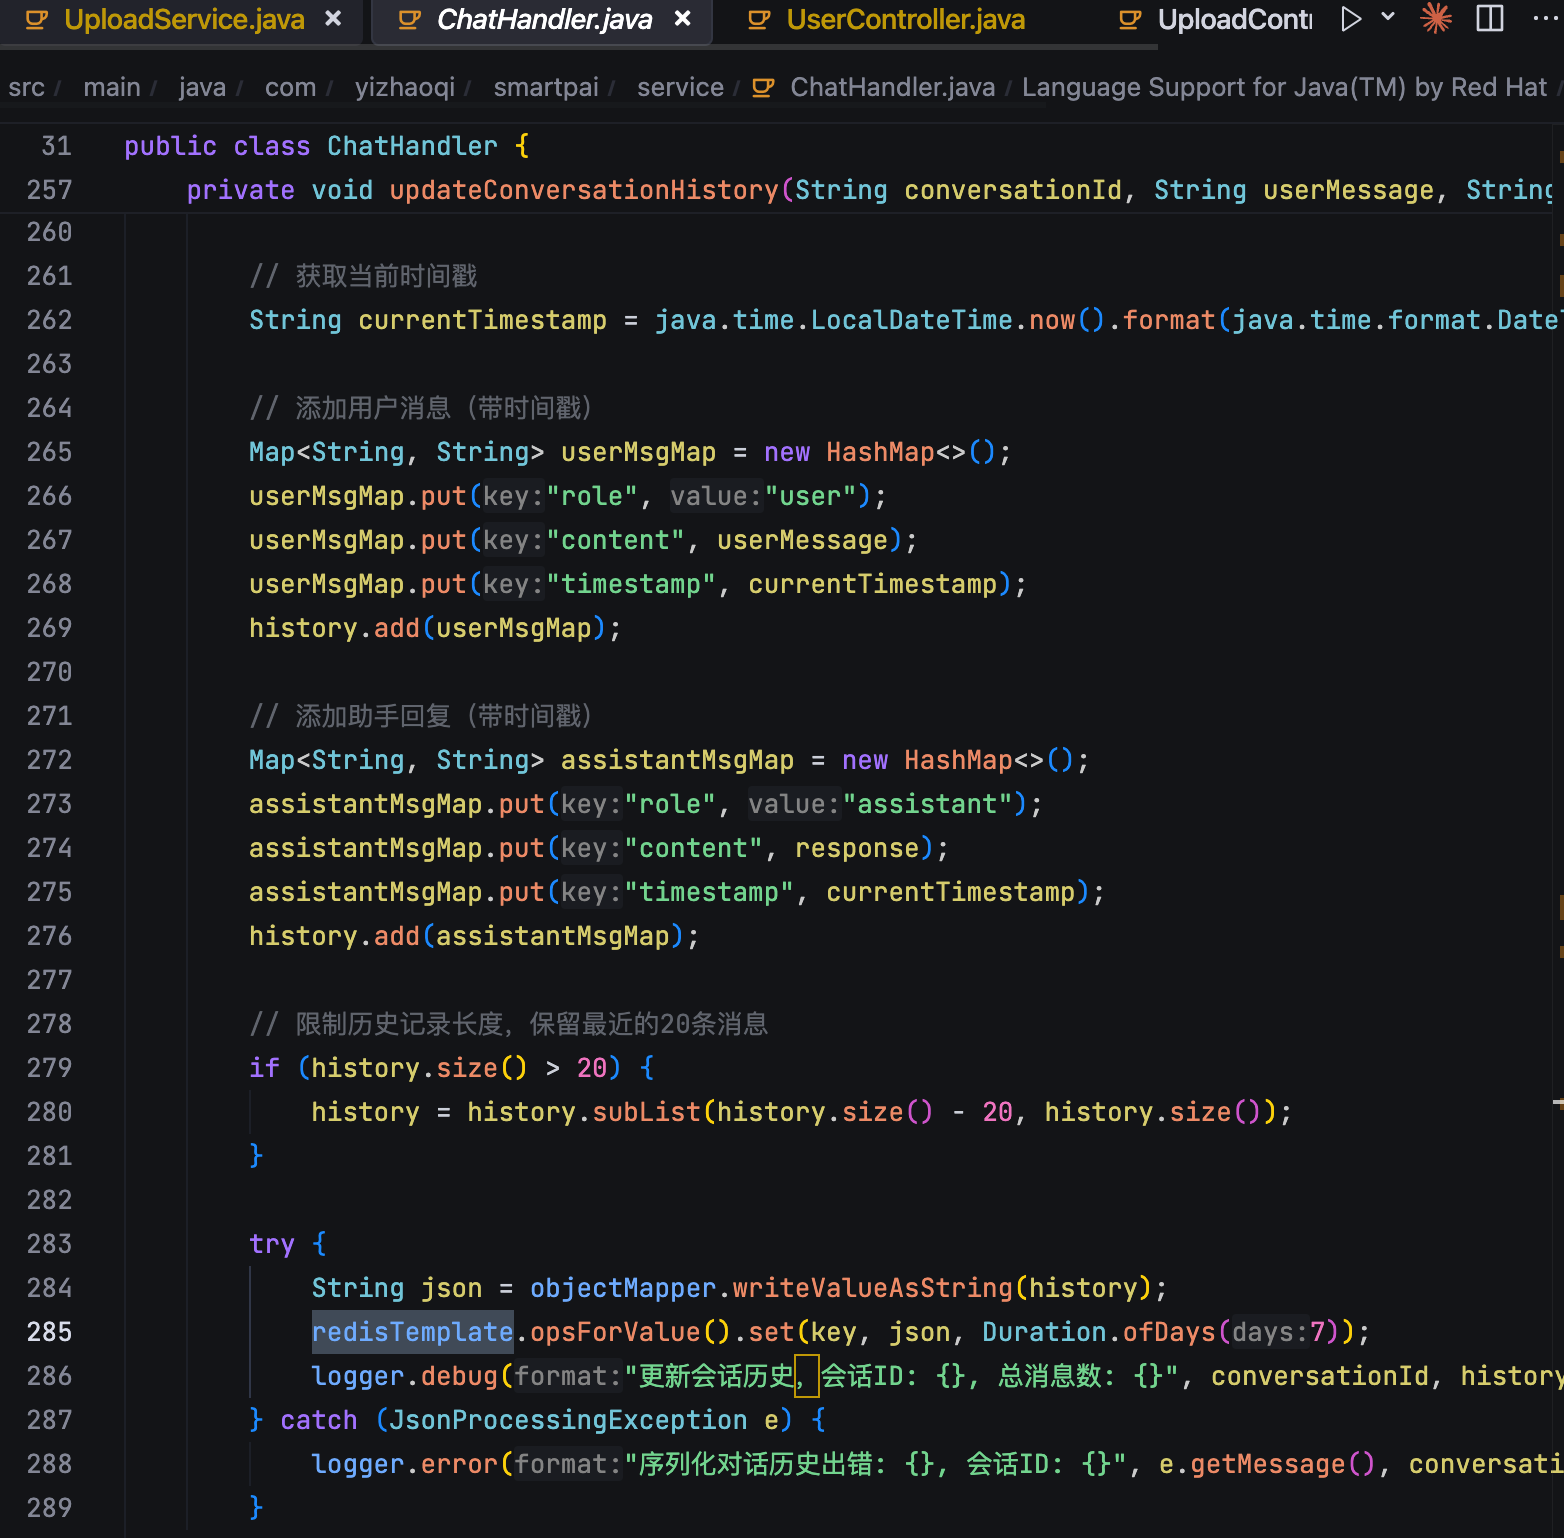 UploadService.java × ChatHandler.java × UserController.java UploadContr
src / main / java / com / yizhaoqi / smartpai / service / ChatHandler.java / Language Support for Java(TM) by Red Hat /
31 public class ChatHandler {
257 private void updateConversationHistory(String conversationId, String userMessage, String
260
261 // 获取当前时间戳
262 String currentTimestamp = java.time.LocalDateTime.now().format(java.time.format.Date
263
264 // 添加用户消息（带时间戳）
265 Map<String, String> userMsgMap = new HashMap<>();
266 userMsgMap.put(key:"role", value:"user");
267 userMsgMap.put(key:"content", userMessage);
268 userMsgMap.put(key:"timestamp", currentTimestamp);
269 history.add(userMsgMap);
270
271 // 添加助手回复（带时间戳）
272 Map<String, String> assistantMsgMap = new HashMap<>();
273 assistantMsgMap.put(key:"role", value:"assistant");
274 assistantMsgMap.put(key:"content", response);
275 assistantMsgMap.put(key:"timestamp", currentTimestamp);
276 history.add(assistantMsgMap);
277
278 // 限制历史记录长度，保留最近的20条消息
279 if (history.size() > 20) {
280 history = history.subList(history.size() - 20, history.size());
281 }
282
283 try {
284 String json = objectMapper.writeValueAsString(history);
285 redisTemplate.opsForValue().set(key, json, Duration.ofDays(days:7));
286 logger.debug(format:"更新会话历史，会话ID: {}, 总消息数: {}", conversationId, history
287 } catch (JsonProcessingException e) {
288 logger.error(format:"序列化对话历史出错: {}, 会话ID: {}", e.getMessage(), conversati
289 }